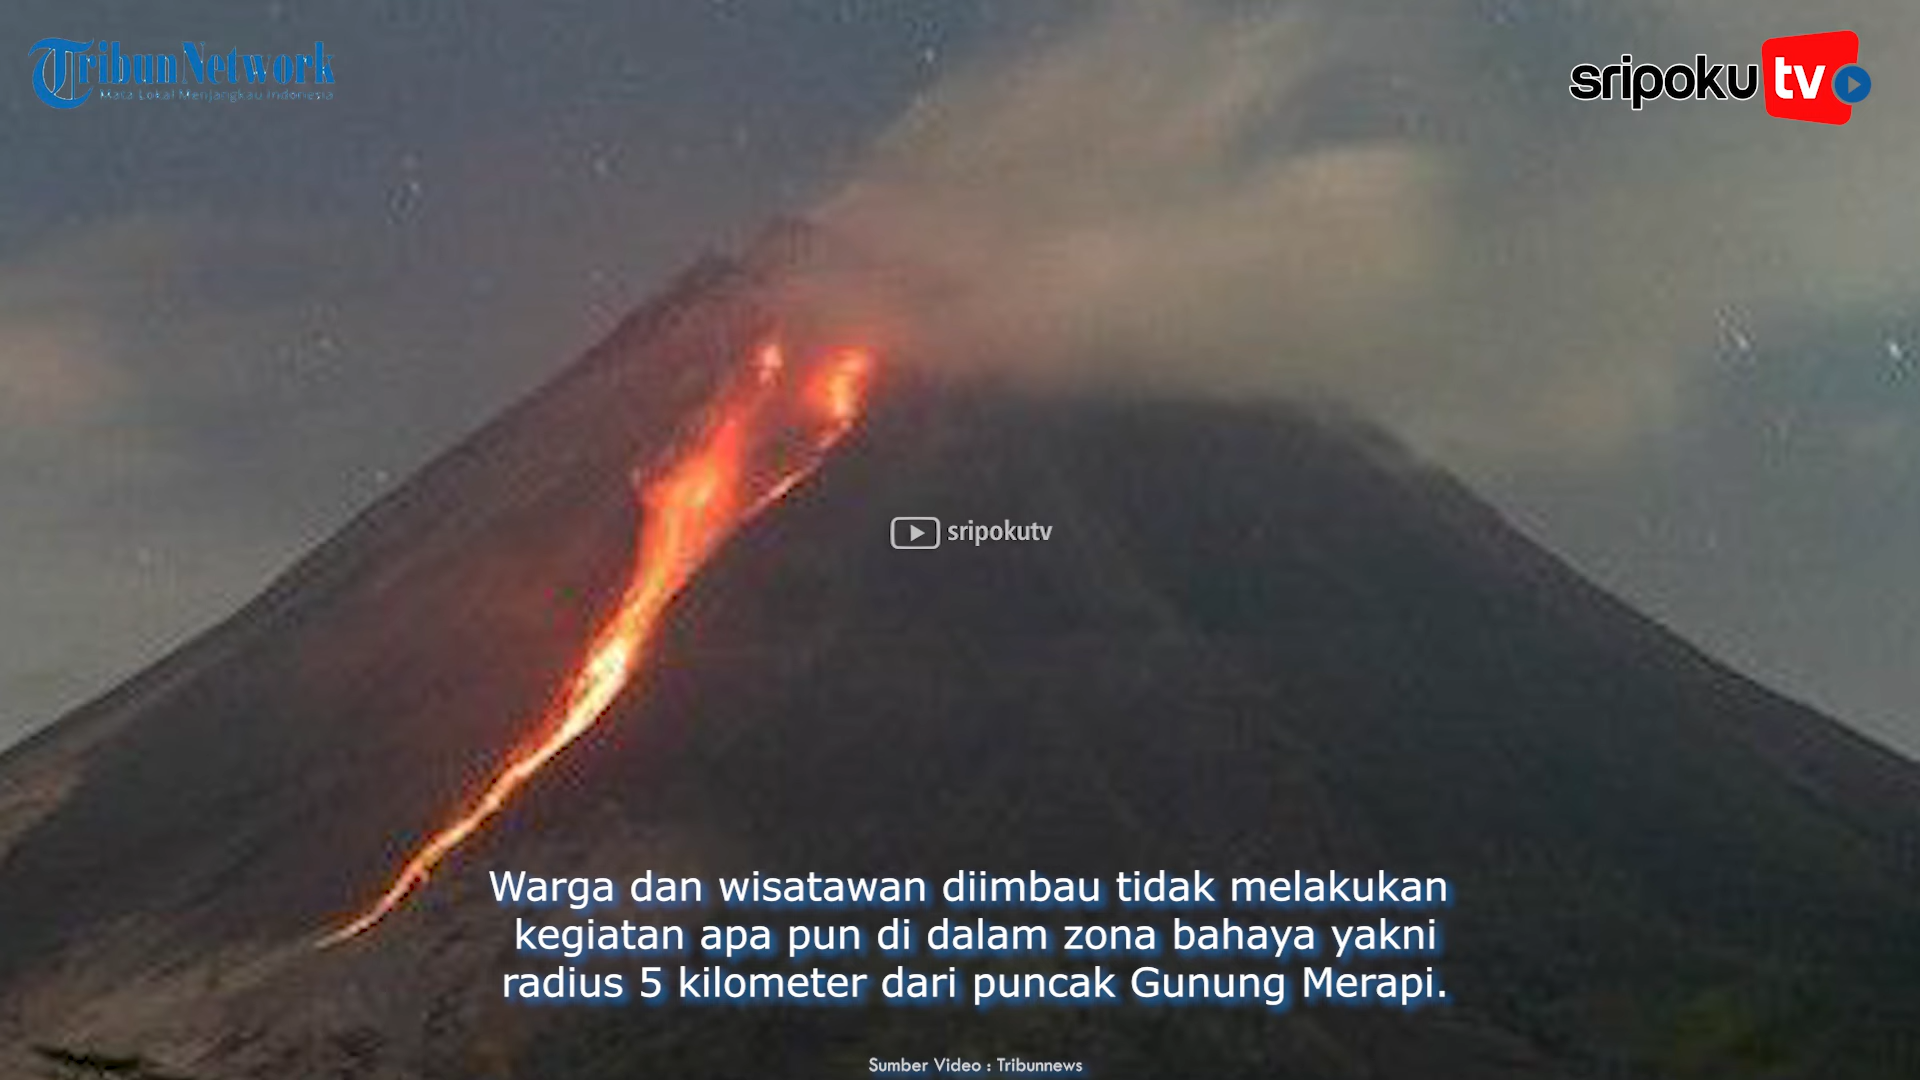 TribunNetwork
Mata Lokal Menjangkau Indonesia
sripoku tv
sripokutv
Warga dan wisatawan diimbau tidak melakukan
kegiatan apa pun di dalam zona bahaya yakni
radius 5 kilometer dari puncak Gunung Merapi.
Sumber Video : Tribunnews